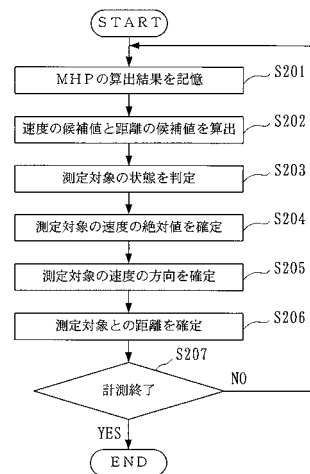 START
MHPの算出結果を記憶
S201
速度の候補値と距離の候補値を算出
S202
測定対象の状態を判定
S203
測定対象の速度の絶対値を確定
S204
測定対象の速度の方向を確定
S205
測定対象との距離を確定
S206
S207
計測終了
NO
YES
END